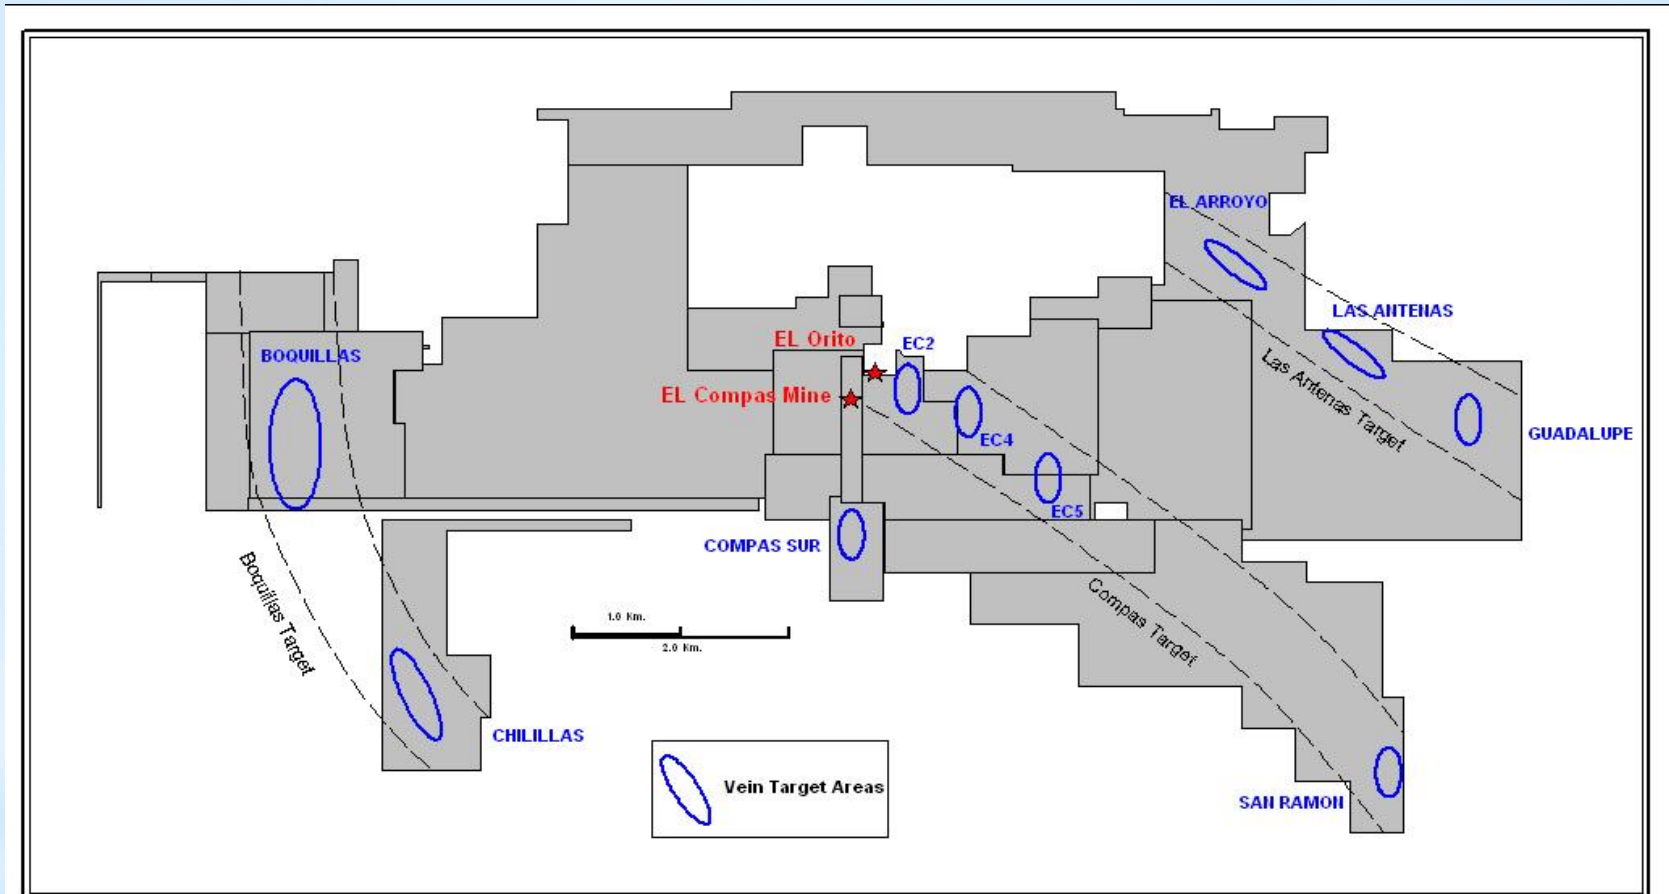 EL ARROYO
LAS ANTENAS
EL Orito
EC2
BOQUILLAS
Las Antenas Target
EL Compas Mine
EC4
GUADALUPE
EC5
COMPAS SUR
Boquillas Target
Compas Target
1.0 Km.
2.0 Km.
CHILILLAS
Vein Target Areas
SAN RAMON